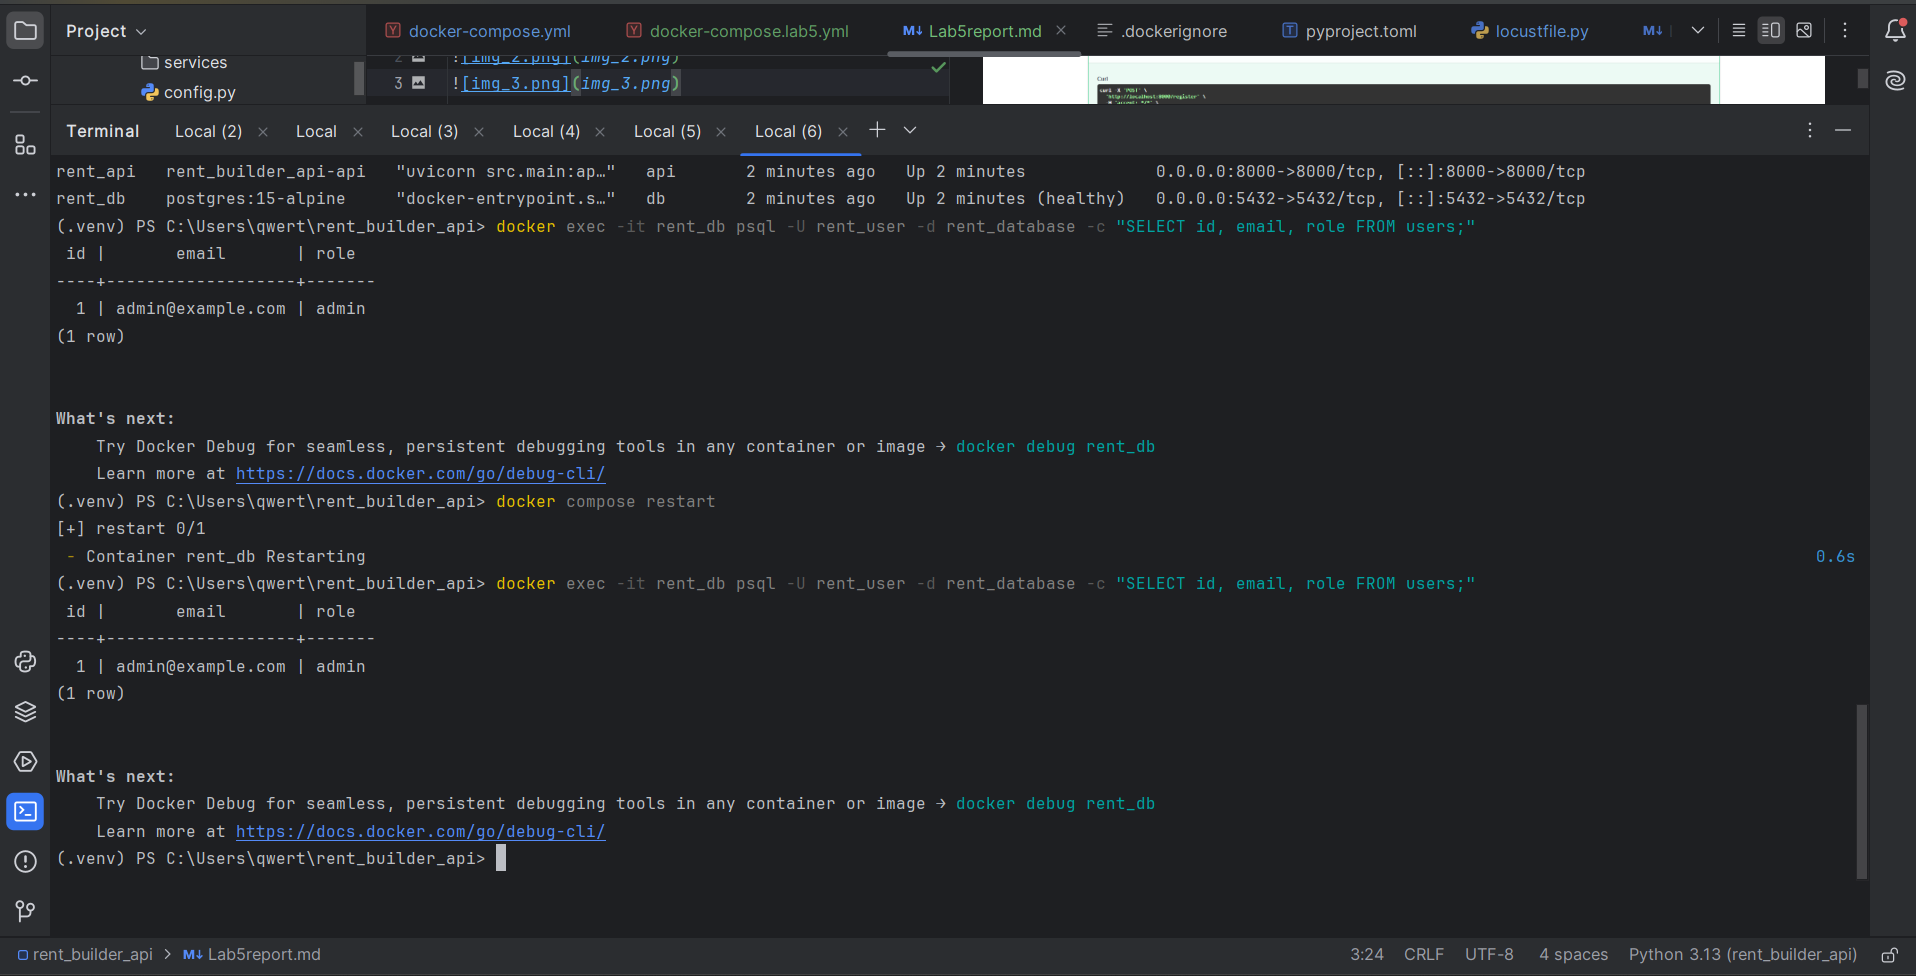 Project
docker-compose.yml
docker-compose.lab5.yml
M↓ Lab5report.md
.dockerignore
pyproject.toml
locustfile.py
M↓
services
config.py
2 ![img_2.png](img_2.png)
3 ![img_3.png](img_3.png)
Curl
curl -X 'POST' \
'http://localhost:8000/register' \
Terminal Local (2) Local Local (3) Local (4) Local (5) Local (6)
rent_api rent_builder_api-api "uvicorn src.main:ap…" api 2 minutes ago Up 2 minutes 0.0.0.0:8000->8000/tcp, [::]:8000->8000/tcp
rent_db postgres:15-alpine "docker-entrypoint.s…" db 2 minutes ago Up 2 minutes (healthy) 0.0.0.0:5432->5432/tcp, [::]:5432->5432/tcp
(.venv) PS C:\Users\qwert\rent_builder_api> docker exec -it rent_db psql -U rent_user -d rent_database -c "SELECT id, email, role FROM users;"
id | email | role
----+-------------------+-------
1 | admin@example.com | admin
(1 row)
What's next:
Try Docker Debug for seamless, persistent debugging tools in any container or image → docker debug rent_db
Learn more at https://docs.docker.com/go/debug-cli/
(.venv) PS C:\Users\qwert\rent_builder_api> docker compose restart
[+] restart 0/1
- Container rent_db Restarting 0.6s
(.venv) PS C:\Users\qwert\rent_builder_api> docker exec -it rent_db psql -U rent_user -d rent_database -c "SELECT id, email, role FROM users;"
id | email | role
----+-------------------+-------
1 | admin@example.com | admin
(1 row)
What's next:
Try Docker Debug for seamless, persistent debugging tools in any container or image → docker debug rent_db
Learn more at https://docs.docker.com/go/debug-cli/
(.venv) PS C:\Users\qwert\rent_builder_api>
rent_builder_api > M↓ Lab5report.md 3:24 CRLF UTF-8 4 spaces Python 3.13 (rent_builder_api)